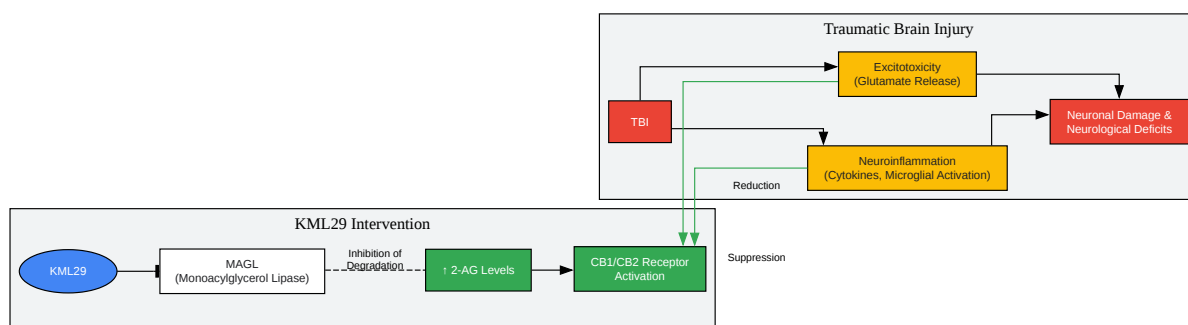 Traumatic Brain Injury
Excitotoxicity
(Glutamate Release)
TBI
Neuronal Damage &
Neurological Deficits
Neuroinflammation
(Cytokines, Microglial Activation)
Reduction
KML29 Intervention
KML29
MAGL
(Monoacylglycerol Lipase)
Inhibition of
Degradation
↑ 2-AG Levels
CB1/CB2 Receptor
Activation
Suppression